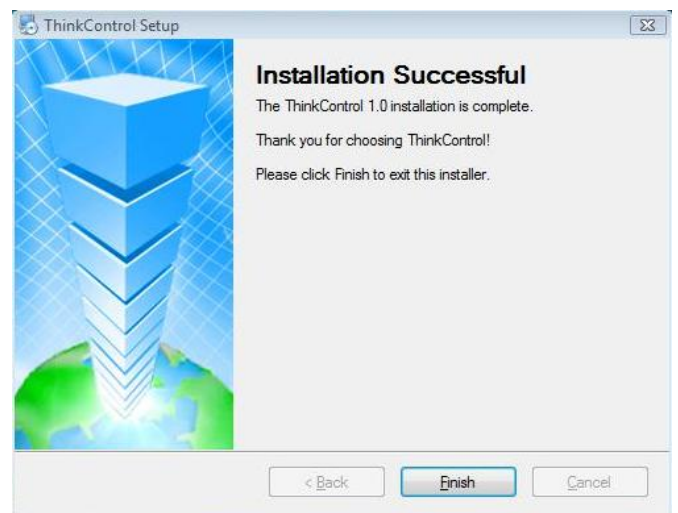 ThinkControl Setup
Installation Successful
The ThinkControl 1.0 installation is complete.
Thank you for choosing ThinkControl!
Please click Finish to exit this installer.
< Back Finish Cancel